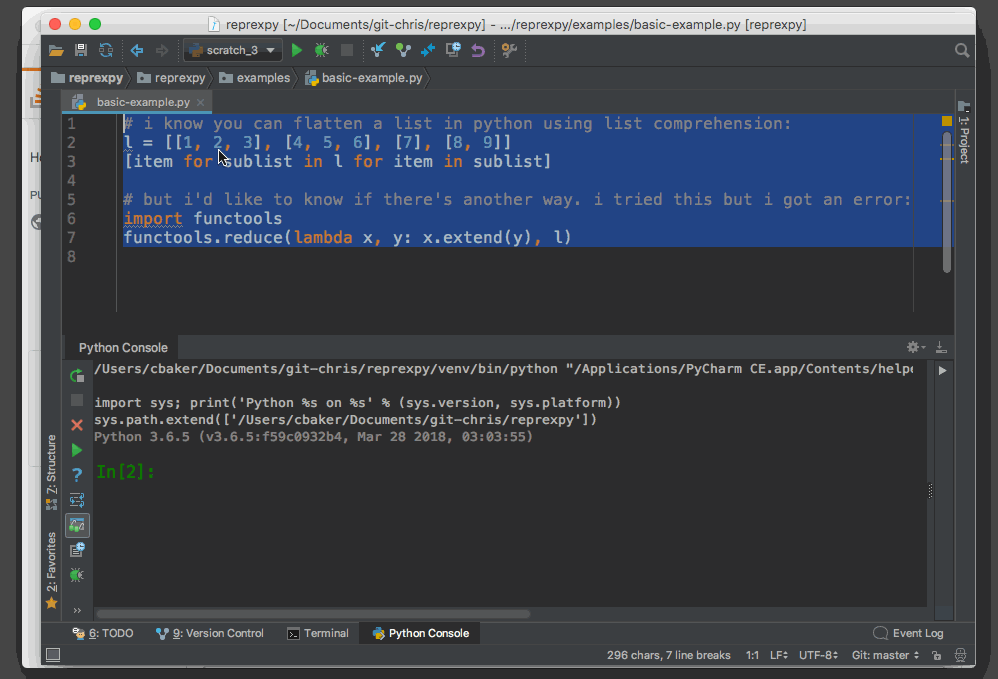 reprexpy [~/Documents/git-chris/reprexpy] - .../reprexpy/examples/basic-example.py [reprexpy]
scratch_3
reprexpy reprexpy examples basic-example.py
basic-example.py
1 # i know you can flatten a list in python using list comprehension:
2 l = [[1, 2, 3], [4, 5, 6], [7], [8, 9]]
3 [item for sublist in l for item in sublist]
4
5 # but i'd like to know if there's another way. i tried this but i got an error:
6 import functools
7 functools.reduce(lambda x, y: x.extend(y), l)
8
1: Project
Python Console
/Users/cbaker/Documents/git-chris/reprexpy/venv/bin/python "/Applications/PyCharm CE.app/Contents/helpe
import sys; print('Python %s on %s' % (sys.version, sys.platform))
sys.path.extend(['/Users/cbaker/Documents/git-chris/reprexpy'])
Python 3.6.5 (v3.6.5:f59c0932b4, Mar 28 2018, 03:03:55)
In[2]:
Z: Structure
2: Favorites
6: TODO 9: Version Control Terminal Python Console Event Log
296 chars, 7 line breaks 1:1 LF UTF-8 Git: master